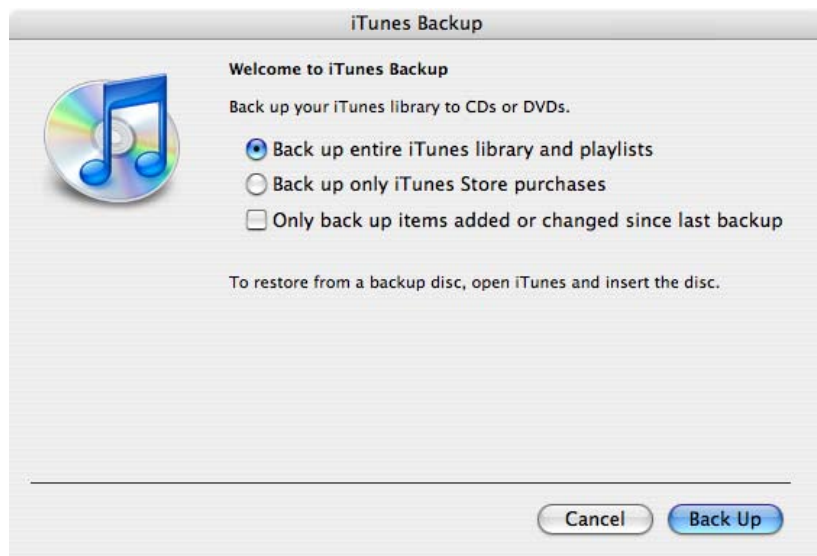 iTunes Backup
Welcome to iTunes Backup
Back up your iTunes library to CDs or DVDs.
Back up entire iTunes library and playlists
Back up only iTunes Store purchases
Only back up items added or changed since last backup
To restore from a backup disc, open iTunes and insert the disc.
Cancel
Back Up